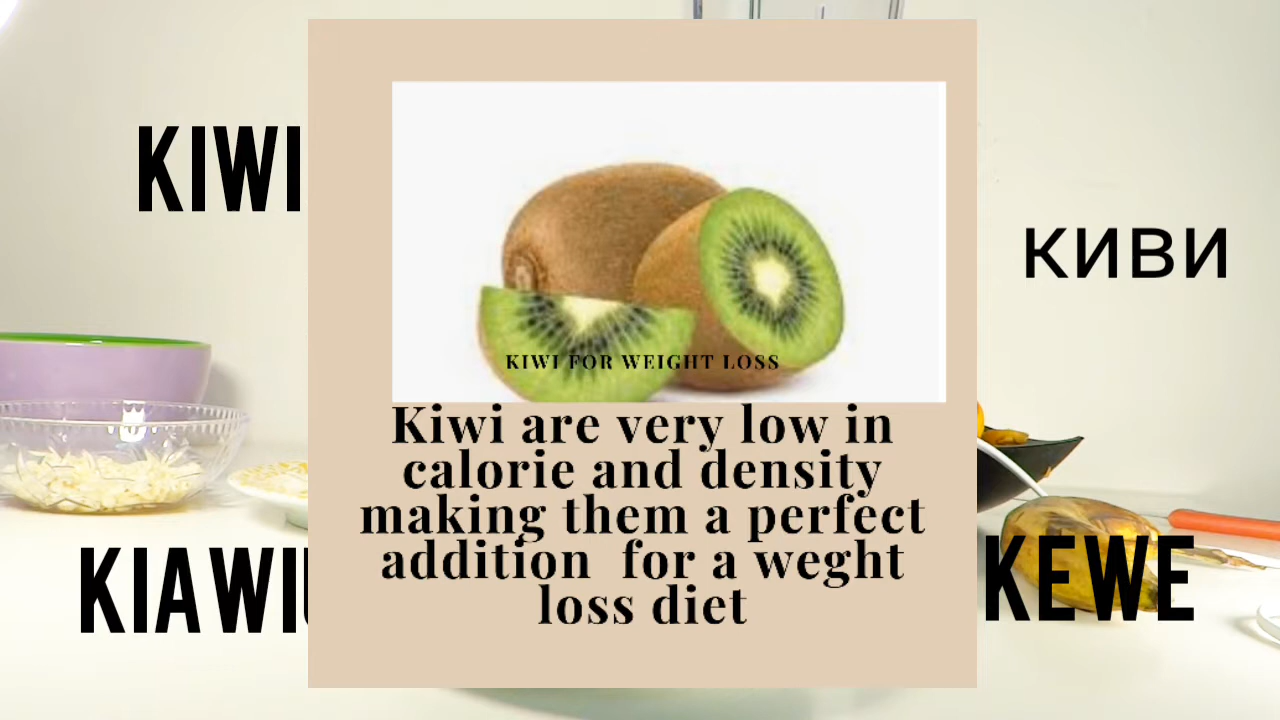 KIWI
киви
KIWI FOR WEIGHT LOSS
Kiwi are very low in
calorie and density
making them a perfect
addition for a weght
loss diet
KEWE